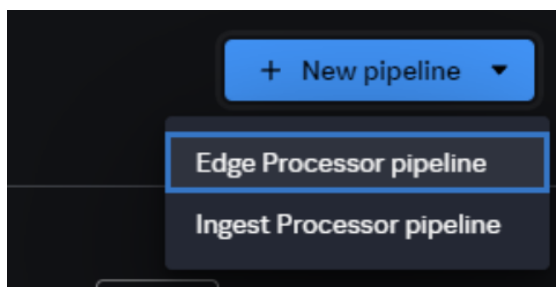 + New pipeline
Edge Processor pipeline
Ingest Processor pipeline